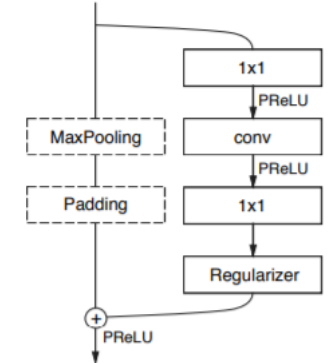 1x1
PReLU
MaxPooling
conv
PReLU
Padding
1x1
Regularizer
+
PReLU